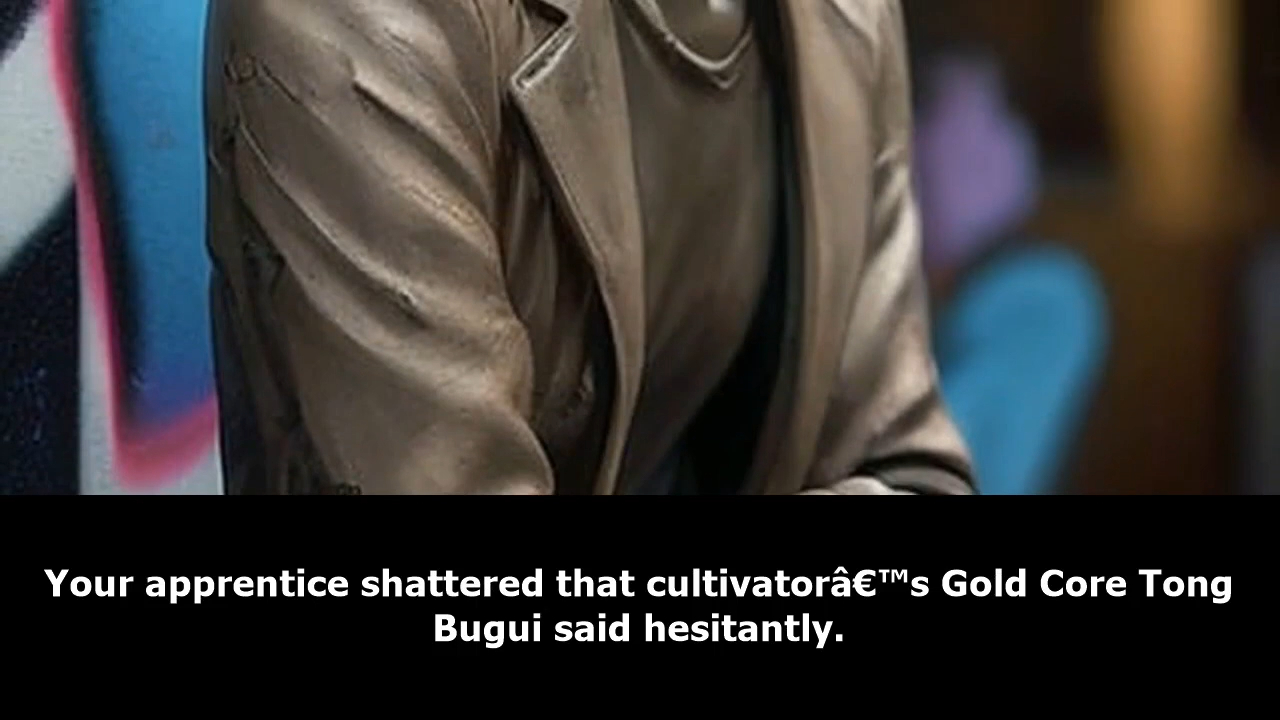 Your apprentice shattered that cultivatorâ€™s Gold Core Tong
Bugui said hesitantly.